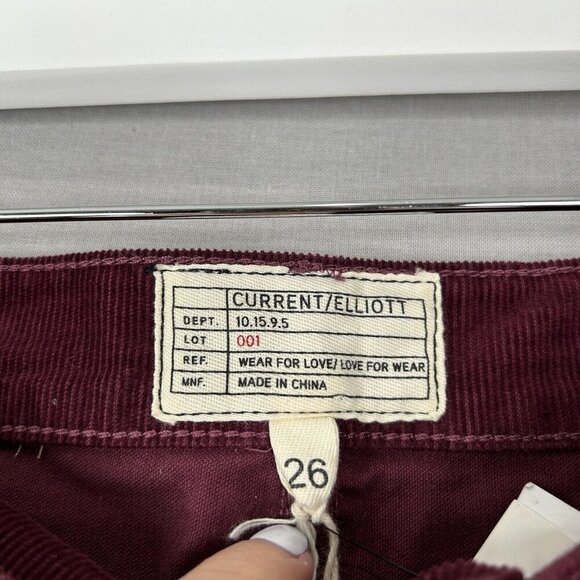 CURRENT/ELLIOTT
DEPT. 10.15.9.5
LOT 001
REF. WEAR FOR LOVE/ LOVE FOR WEAR
MNF. MADE IN CHINA
26